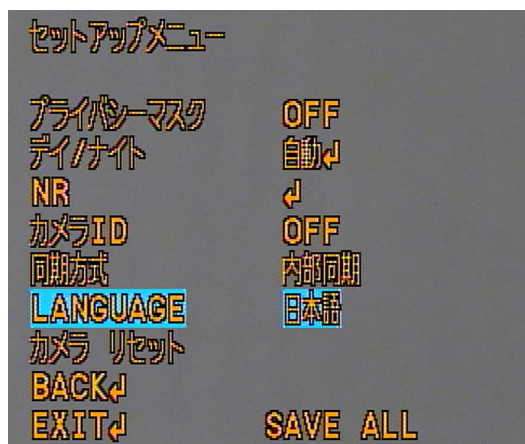 セットアップメニュー
プライバシーマスク OFF
デイ/ナイト 自動↲
NR ↲
カメラID OFF
同期方式 内部同期
LANGUAGE 日本語
カメラ リセット
BACK↲
EXIT↲ SAVE ALL